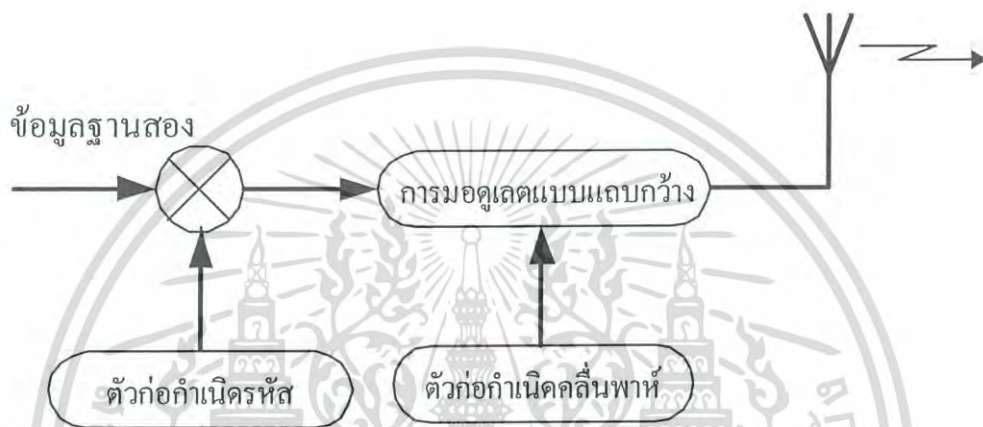 ข้อมูลฐานสอง
การมอดูเลตแบบแถบกว้าง
ตัวก่อกำเนิดรหัส
ตัวก่อกำเนิดคลื่นพาห์